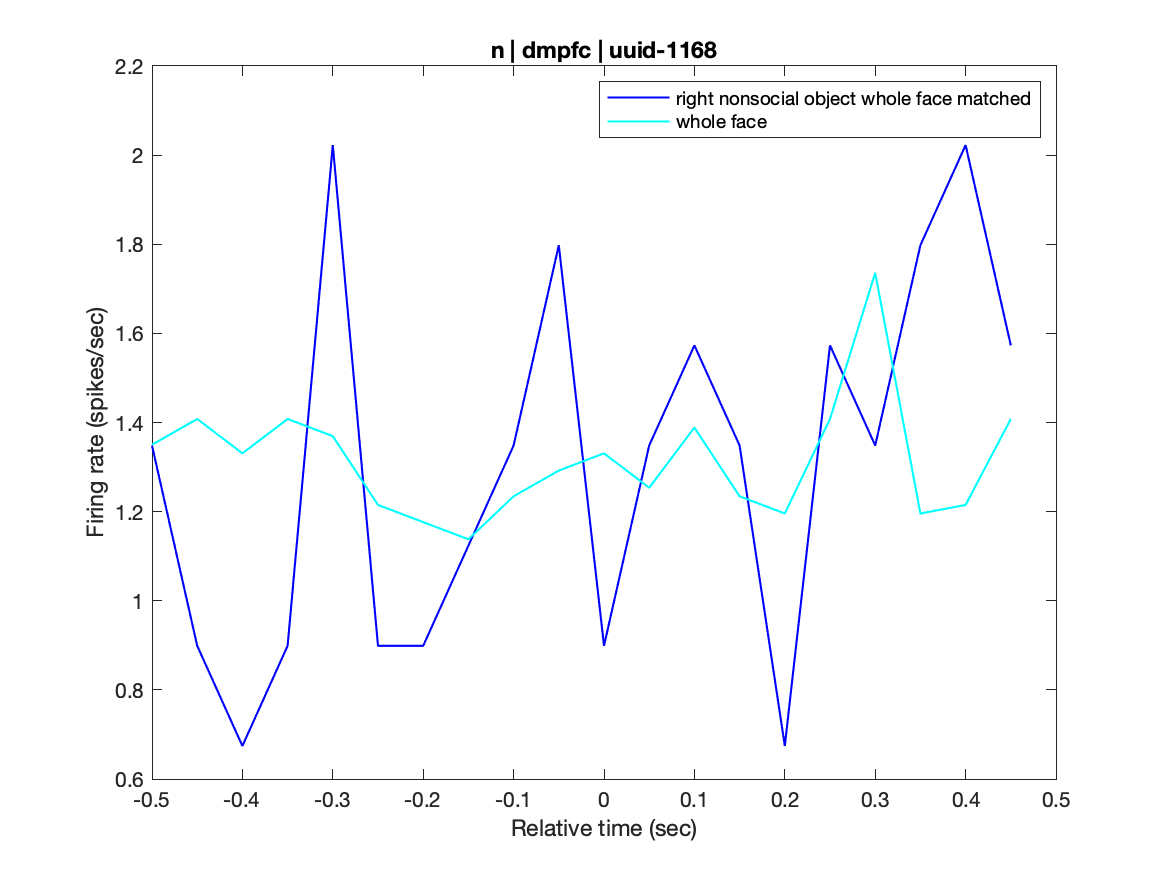 n | dmpfc | uuid-1168
right nonsocial object whole face matched
whole face
2.2
2
1.8
1.6
1.4
1.2
1
0.8
0.6
Firing rate (spikes/sec)
-0.5 -0.4 -0.3 -0.2 -0.1 0 0.1 0.2 0.3 0.4 0.5
Relative time (sec)